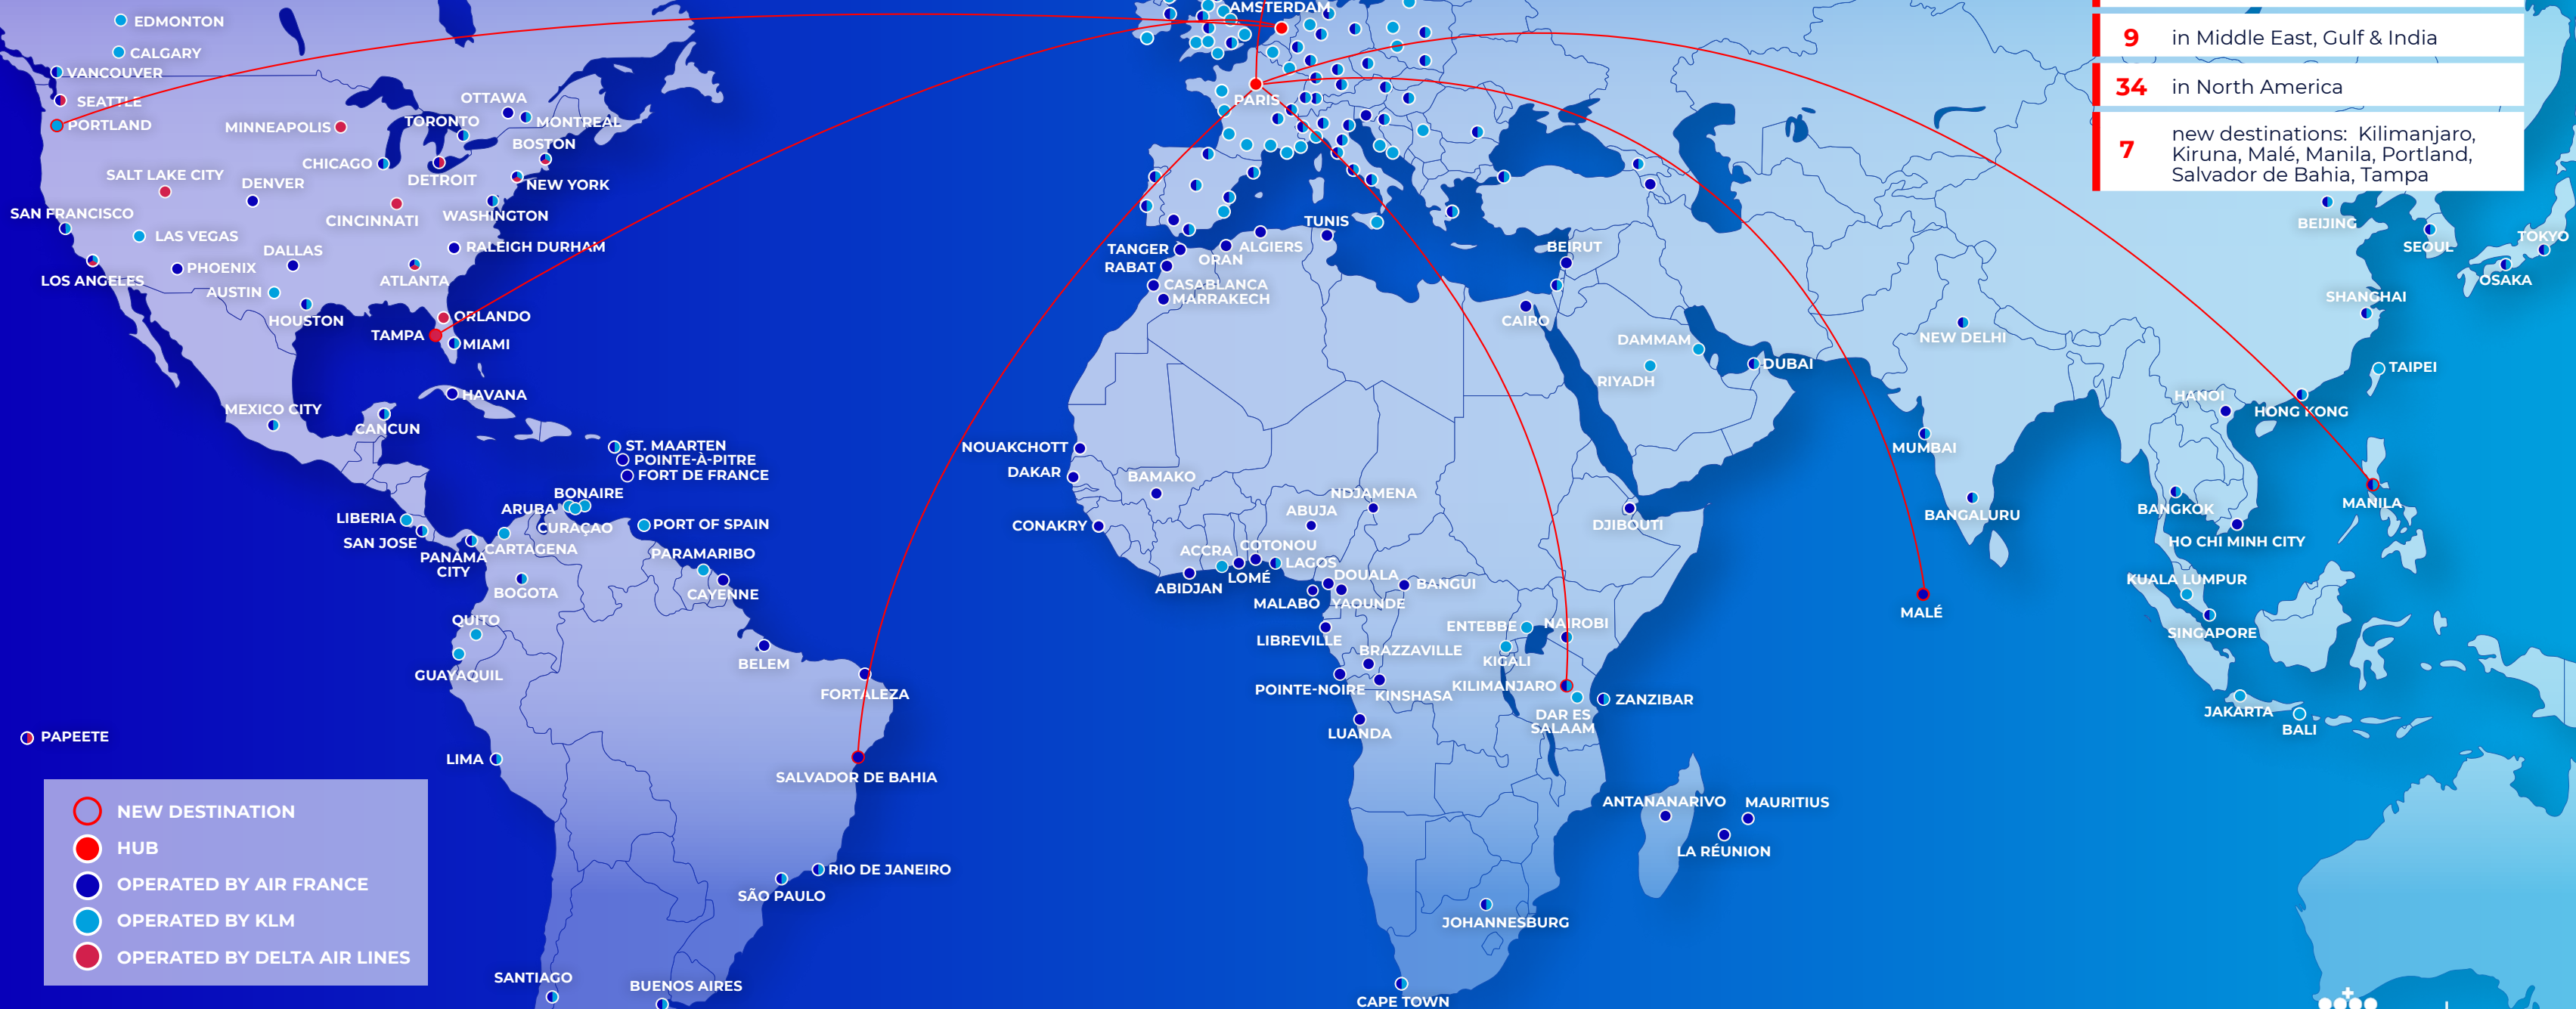 AMSTERDAM
EDMONTON
CALGARY
VANCOUVER
SEATTLE
PORTLAND
MINNEAPOLIS
OTTAWA
TORONTO
MONTREAL
BOSTON
CHICAGO
DETROIT
NEW YORK
SALT LAKE CITY
DENVER
CINCINNATI
WASHINGTON
SAN FRANCISCO
LAS VEGAS
DALLAS
RALEIGH DURHAM
PHOENIX
LOS ANGELES
ATLANTA
AUSTIN
HOUSTON
ORLANDO
TAMPA
MIAMI
HAVANA
MEXICO CITY
CANCUN
ST. MAARTEN
POINTE-À-PITRE
FORT DE FRANCE
BONAIRE
ARUBA
CURAÇAO
LIBERIA
PORT OF SPAIN
SAN JOSE
PANAMA
CITY
CARTAGENA
PARAMARIBO
BOGOTA
CAYENNE
QUITO
GUAYAQUIL
BELEM
FORTALEZA
PAPEETE
LIMA
SALVADOR DE BAHIA
RIO DE JANEIRO
SÃO PAULO
SANTIAGO
BUENOS AIRES
PARIS
TUNIS
TANGER
ALGIERS
ORAN
RABAT
CASABLANCA
MARRAKECH
BEIRUT
CAIRO
DAMMAM
RIYADH
DUBAI
NOUAKCHOTT
DAKAR
BAMAKO
NDJAMENA
ABUJA
CONAKRY
DJIBOUTI
ACCRA
COTONOU
LAGOS
LOMÉ
ABIDJAN
DOUALA
BANGUI
MALABO
YAOUNDE
ENTEBBE
NAIROBI
LIBREVILLE
BRAZZAVILLE
KIGALI
POINTE-NOIRE
KINSHASA
KILIMANJARO
ZANZIBAR
DAR ES
SALAAM
LUANDA
ANTANANARIVO
MAURITIUS
LA RÉUNION
JOHANNESBURG
CAPE TOWN
NEW DELHI
MUMBAI
BANGALURU
MALÉ
BEIJING
SEOUL
TOKYO
OSAKA
SHANGHAI
TAIPEI
HANOI
HONG KONG
BANGKOK
MANILA
HO CHI MINH CITY
KUALA LUMPUR
SINGAPORE
JAKARTA
BALI
9 in Middle East, Gulf & India
34 in North America
7 new destinations: Kilimanjaro,
Kiruna, Malé, Manila, Portland,
Salvador de Bahia, Tampa
NEW DESTINATION
HUB
OPERATED BY AIR FRANCE
OPERATED BY KLM
OPERATED BY DELTA AIR LINES